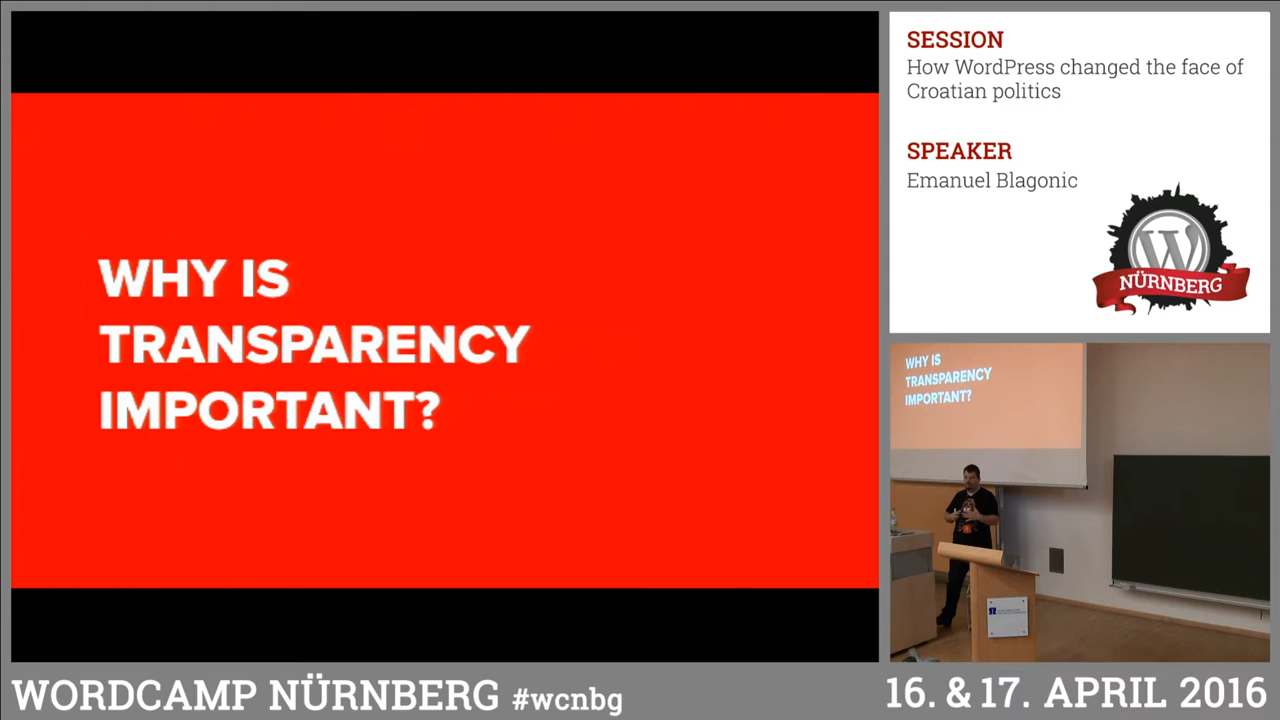 WHY IS
TRANSPARENCY
IMPORTANT?
SESSION
How WordPress changed the face of
Croatian politics
SPEAKER
Emanuel Blagonic
W
NÜRNBERG
WHY IS
TRANSPARENCY
IMPORTANT?
WORDCAMP NÜRNBERG #wcnbg
16. & 17. APRIL 2016